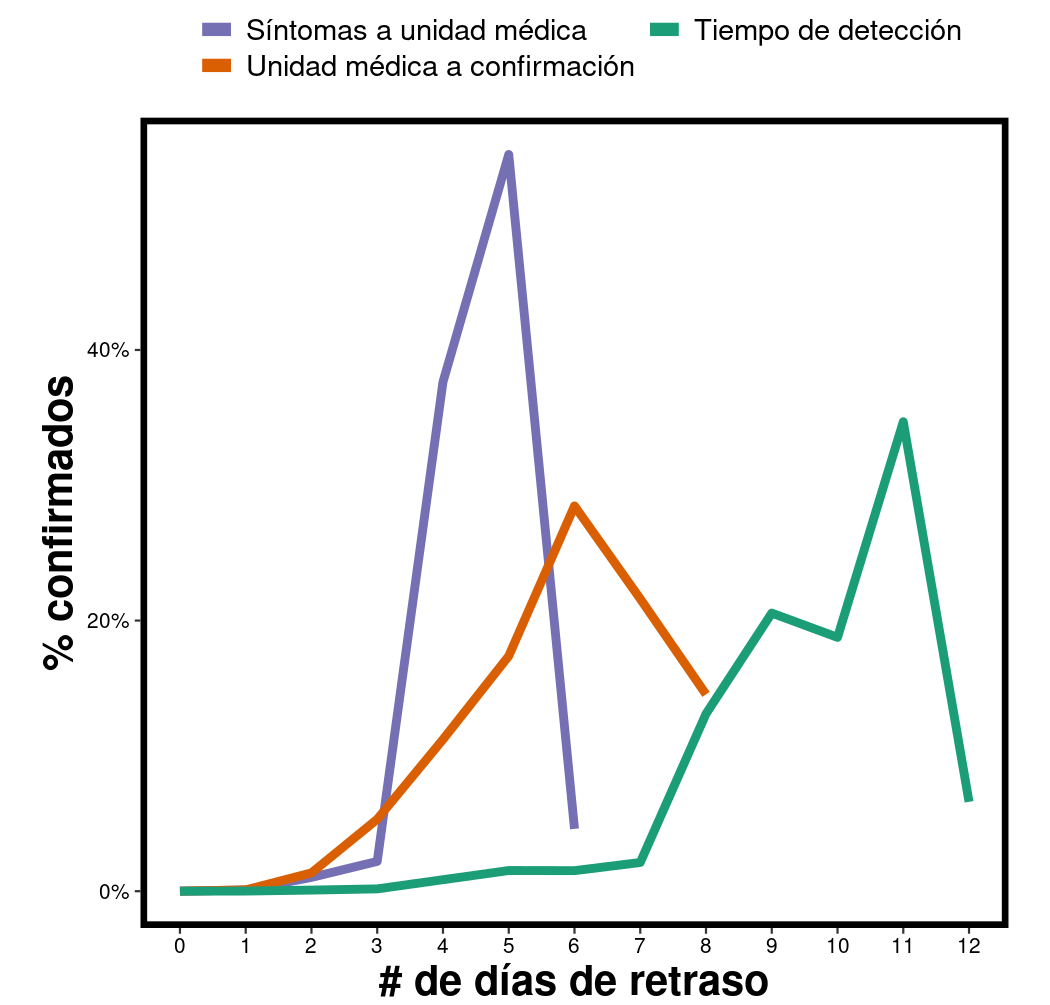 Síntomas a unidad médica
Tiempo de detección
Unidad médica a confirmación
% confirmados
40%
20%
0%
0 1 2 3 4 5 6 7 8 9 10 11 12
# de días de retraso